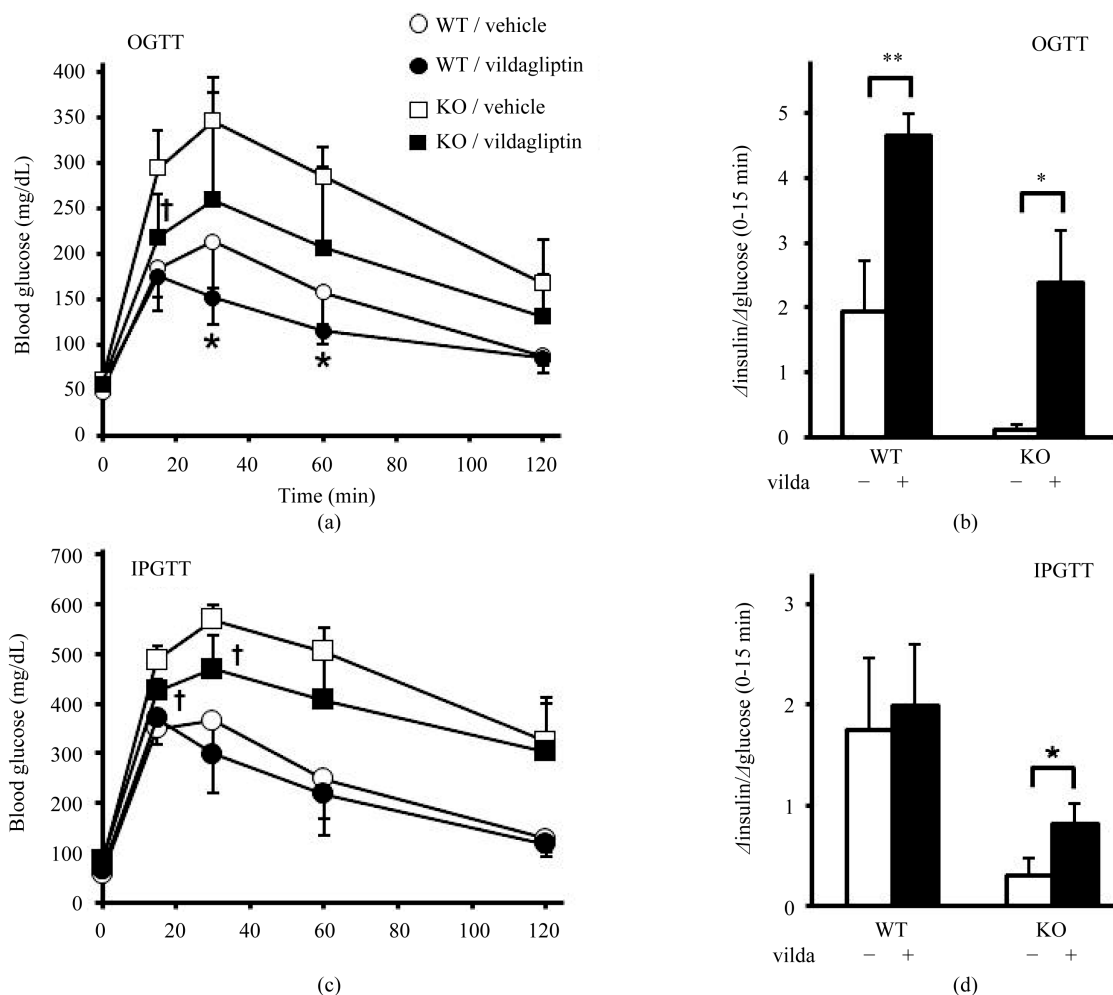 OGTT
WT / vehicle
WT / vildagliptin
KO / vehicle
KO / vildagliptin
Blood glucose (mg/dL)
400
350
300
250
200
150
100
50
0
†
*
*
0 20 40 60 80 100 120
Time (min)
(a)
OGTT
Δinsulin/Δglucose (0-15 min)
5
4
3
2
1
0
**
*
WT KO
vilda − + − +
(b)
IPGTT
Blood glucose (mg/dL)
700
600
500
400
300
200
100
0
†
†
0 20 40 60 80 100 120
(c)
IPGTT
Δinsulin/Δglucose (0-15 min)
3
2
1
0
*
WT KO
vilda − + − +
(d)